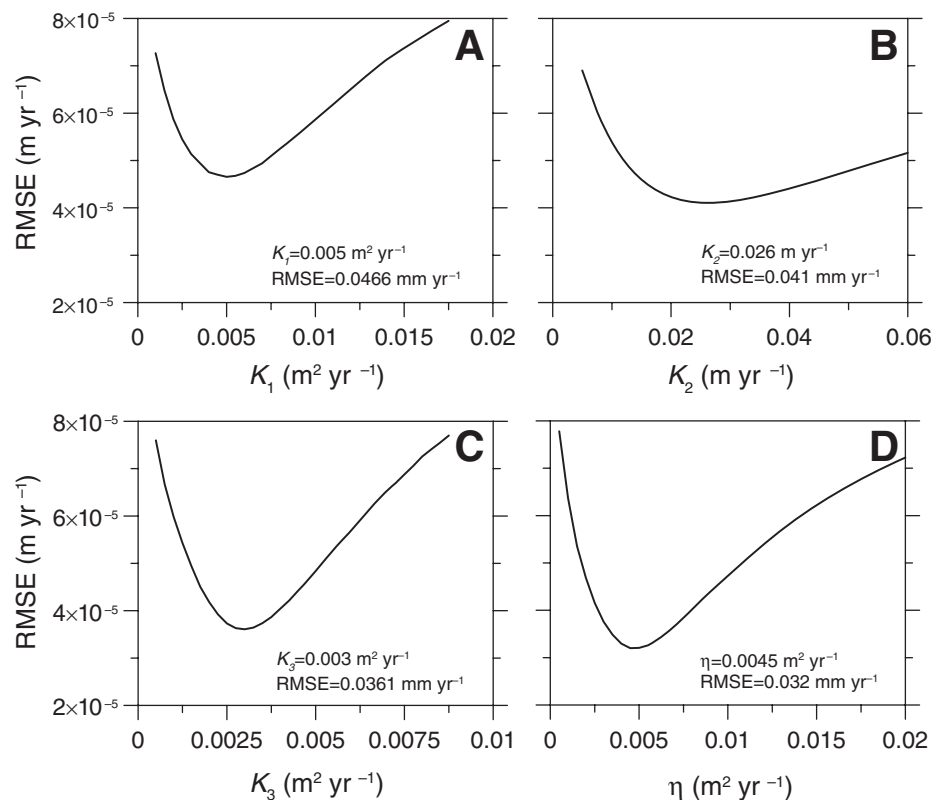 8×10⁻⁵
6×10⁻⁵
4×10⁻⁵
2×10⁻⁵
RMSE (m yr ⁻¹)
A
K₁=0.005 m² yr⁻¹
RMSE=0.0466 mm yr⁻¹
0 0.005 0.01 0.015 0.02
K₁ (m² yr ⁻¹)
B
K₂=0.026 m yr⁻¹
RMSE=0.041 mm yr⁻¹
0 0.02 0.04 0.06
K₂ (m yr⁻¹)
8×10⁻⁵
6×10⁻⁵
4×10⁻⁵
2×10⁻⁵
RMSE (m yr ⁻¹)
C
K₃=0.003 m² yr⁻¹
RMSE=0.0361 mm yr⁻¹
0 0.0025 0.005 0.0075 0.01
K₃ (m² yr ⁻¹)
D
η=0.0045 m² yr⁻¹
RMSE=0.032 mm yr⁻¹
0 0.005 0.01 0.015 0.02
η (m² yr⁻¹)